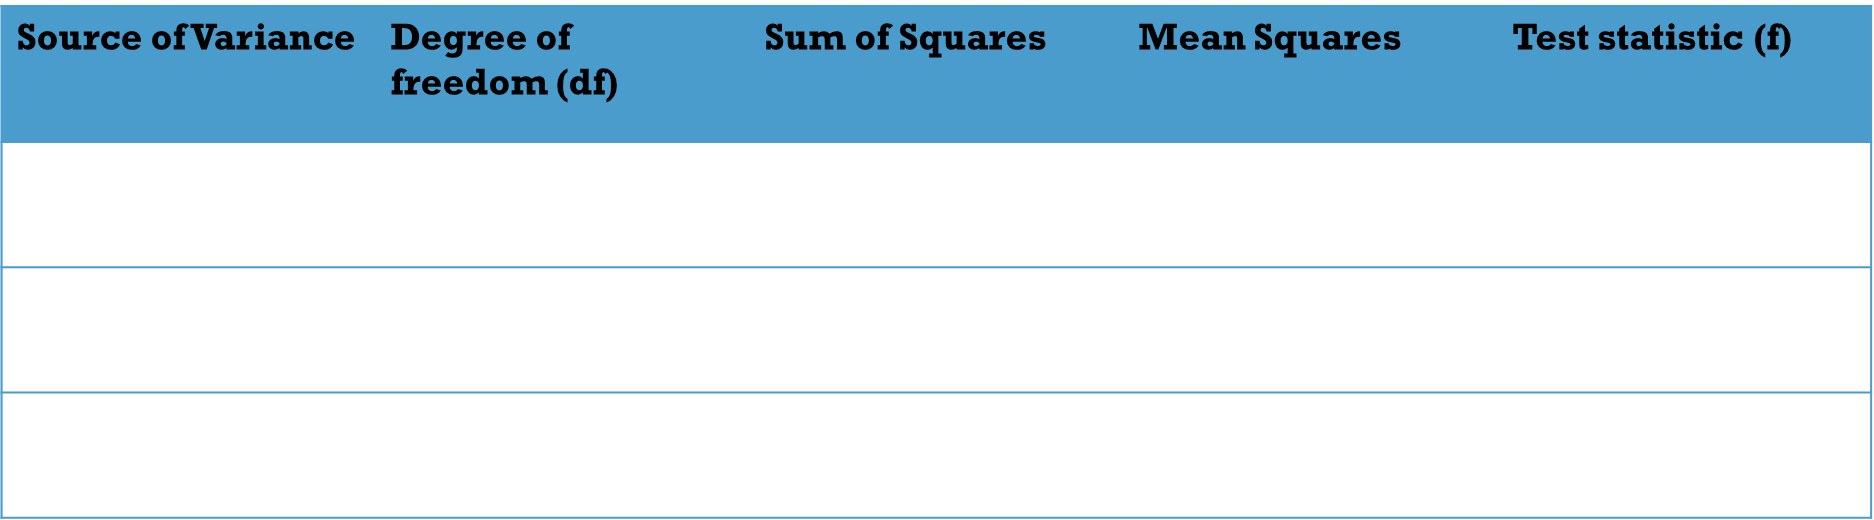 Source of Variance
Degree of
freedom (df)
Sum of Squares
Mean Squares
Test statistic (f)